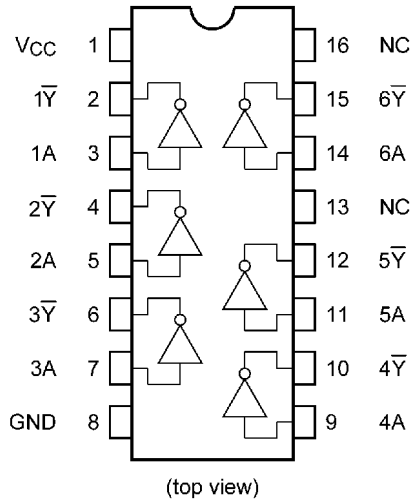 VCC 1 16 NC
1Y̅ 2 15 6Y̅
1A 3 14 6A
2Y̅ 4 13 NC
2A 5 12 5Y̅
3Y̅ 6 11 5A
3A 7 10 4Y̅
GND 8 9 4A
(top view)